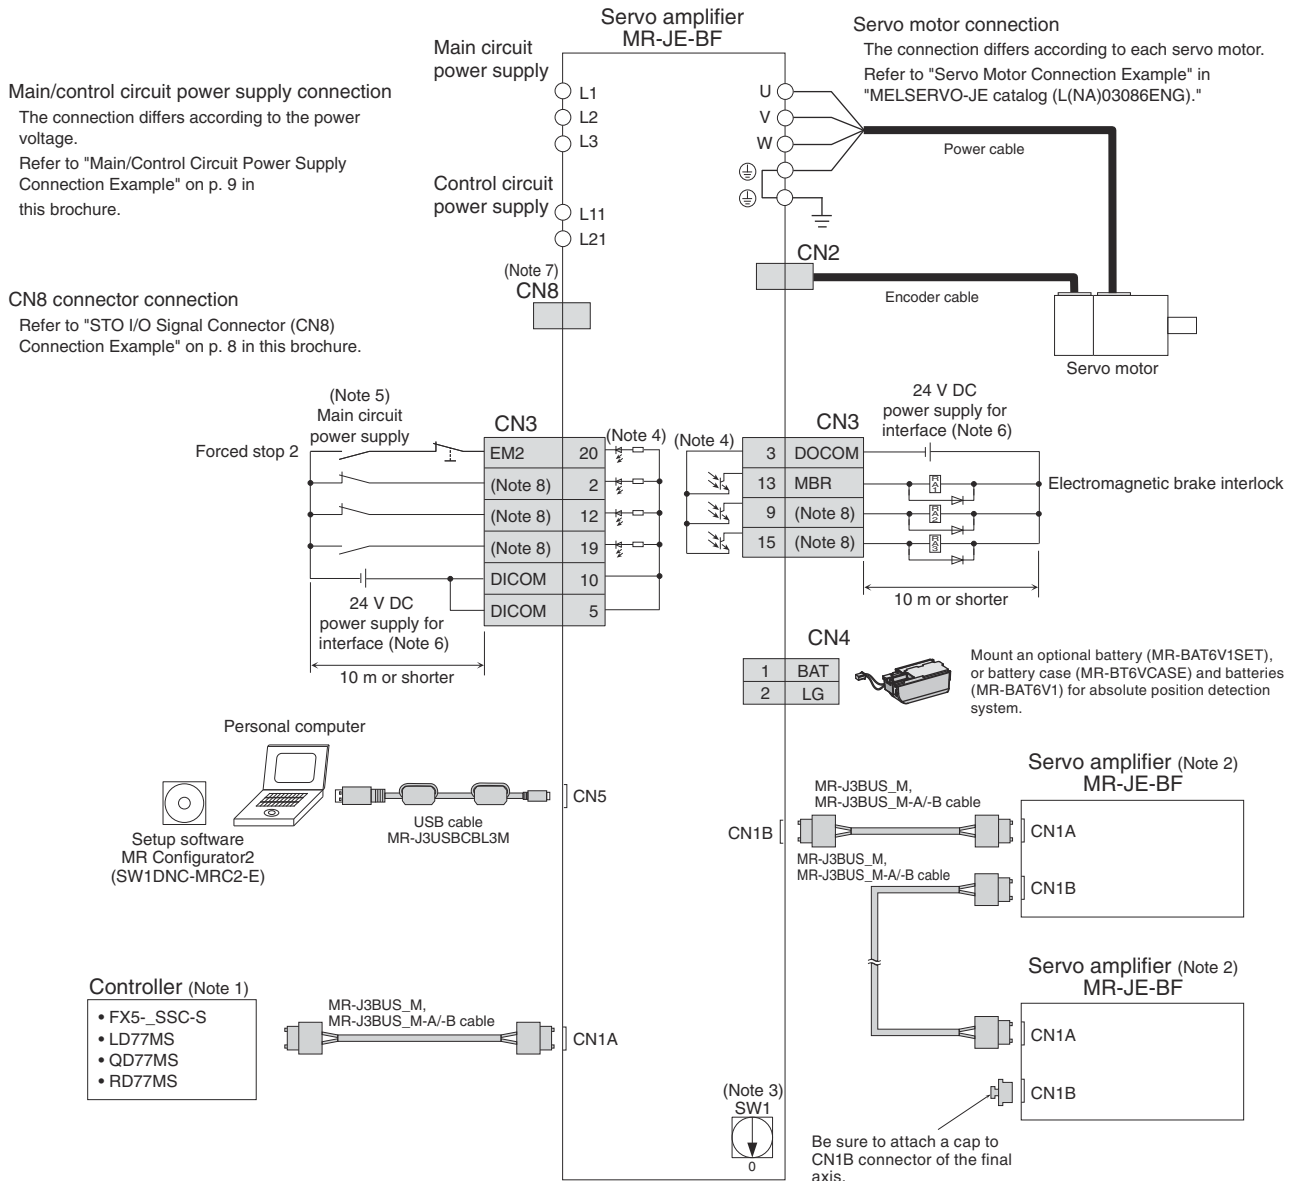 Servo amplifier
MR-JE-BF
Main circuit
power supply
L1
L2
L3
Control circuit
power supply
L11
L21
Main/control circuit power supply connection
The connection differs according to the power
voltage.
Refer to "Main/Control Circuit Power Supply
Connection Example" on p. 9 in
this brochure.
Servo motor connection
The connection differs according to each servo motor.
Refer to "Servo Motor Connection Example" in
"MELSERVO-JE catalog (L(NA)03086ENG)."
U
V
W
Power cable
CN2
Encoder cable
Servo motor
(Note 7)
CN8
CN8 connector connection
Refer to "STO I/O Signal Connector (CN8)
Connection Example" on p. 8 in this brochure.
(Note 5)
Main circuit
power supply
Forced stop 2
CN3
(Note 4)
EM2 20
(Note 8) 2
(Note 8) 12
(Note 8) 19
DICOM 10
DICOM 5
24 V DC
power supply for
interface (Note 6)
10 m or shorter
(Note 4)
CN3
3 DOCOM
13 MBR
9 (Note 8)
15 (Note 8)
24 V DC
power supply for
interface (Note 6)
RA1
RA2
RA3
Electromagnetic brake interlock
10 m or shorter
CN4
1 BAT
2 LG
Mount an optional battery (MR-BAT6V1SET),
or battery case (MR-BT6VCASE) and batteries
(MR-BAT6V1) for absolute position detection
system.
Personal computer
Setup software
MR Configurator2
(SW1DNC-MRC2-E)
USB cable
MR-J3USBCBL3M
CN5
CN1B
MR-J3BUS_M,
MR-J3BUS_M-A/-B cable
MR-J3BUS_M,
MR-J3BUS_M-A/-B cable
Servo amplifier (Note 2)
MR-JE-BF
CN1A
CN1B
Servo amplifier (Note 2)
MR-JE-BF
CN1A
CN1B
Be sure to attach a cap to
CN1B connector of the final
axis.
Controller (Note 1)
• FX5-_SSC-S
• LD77MS
• QD77MS
• RD77MS
MR-J3BUS_M,
MR-J3BUS_M-A/-B cable
CN1A
(Note 3)
SW1
0